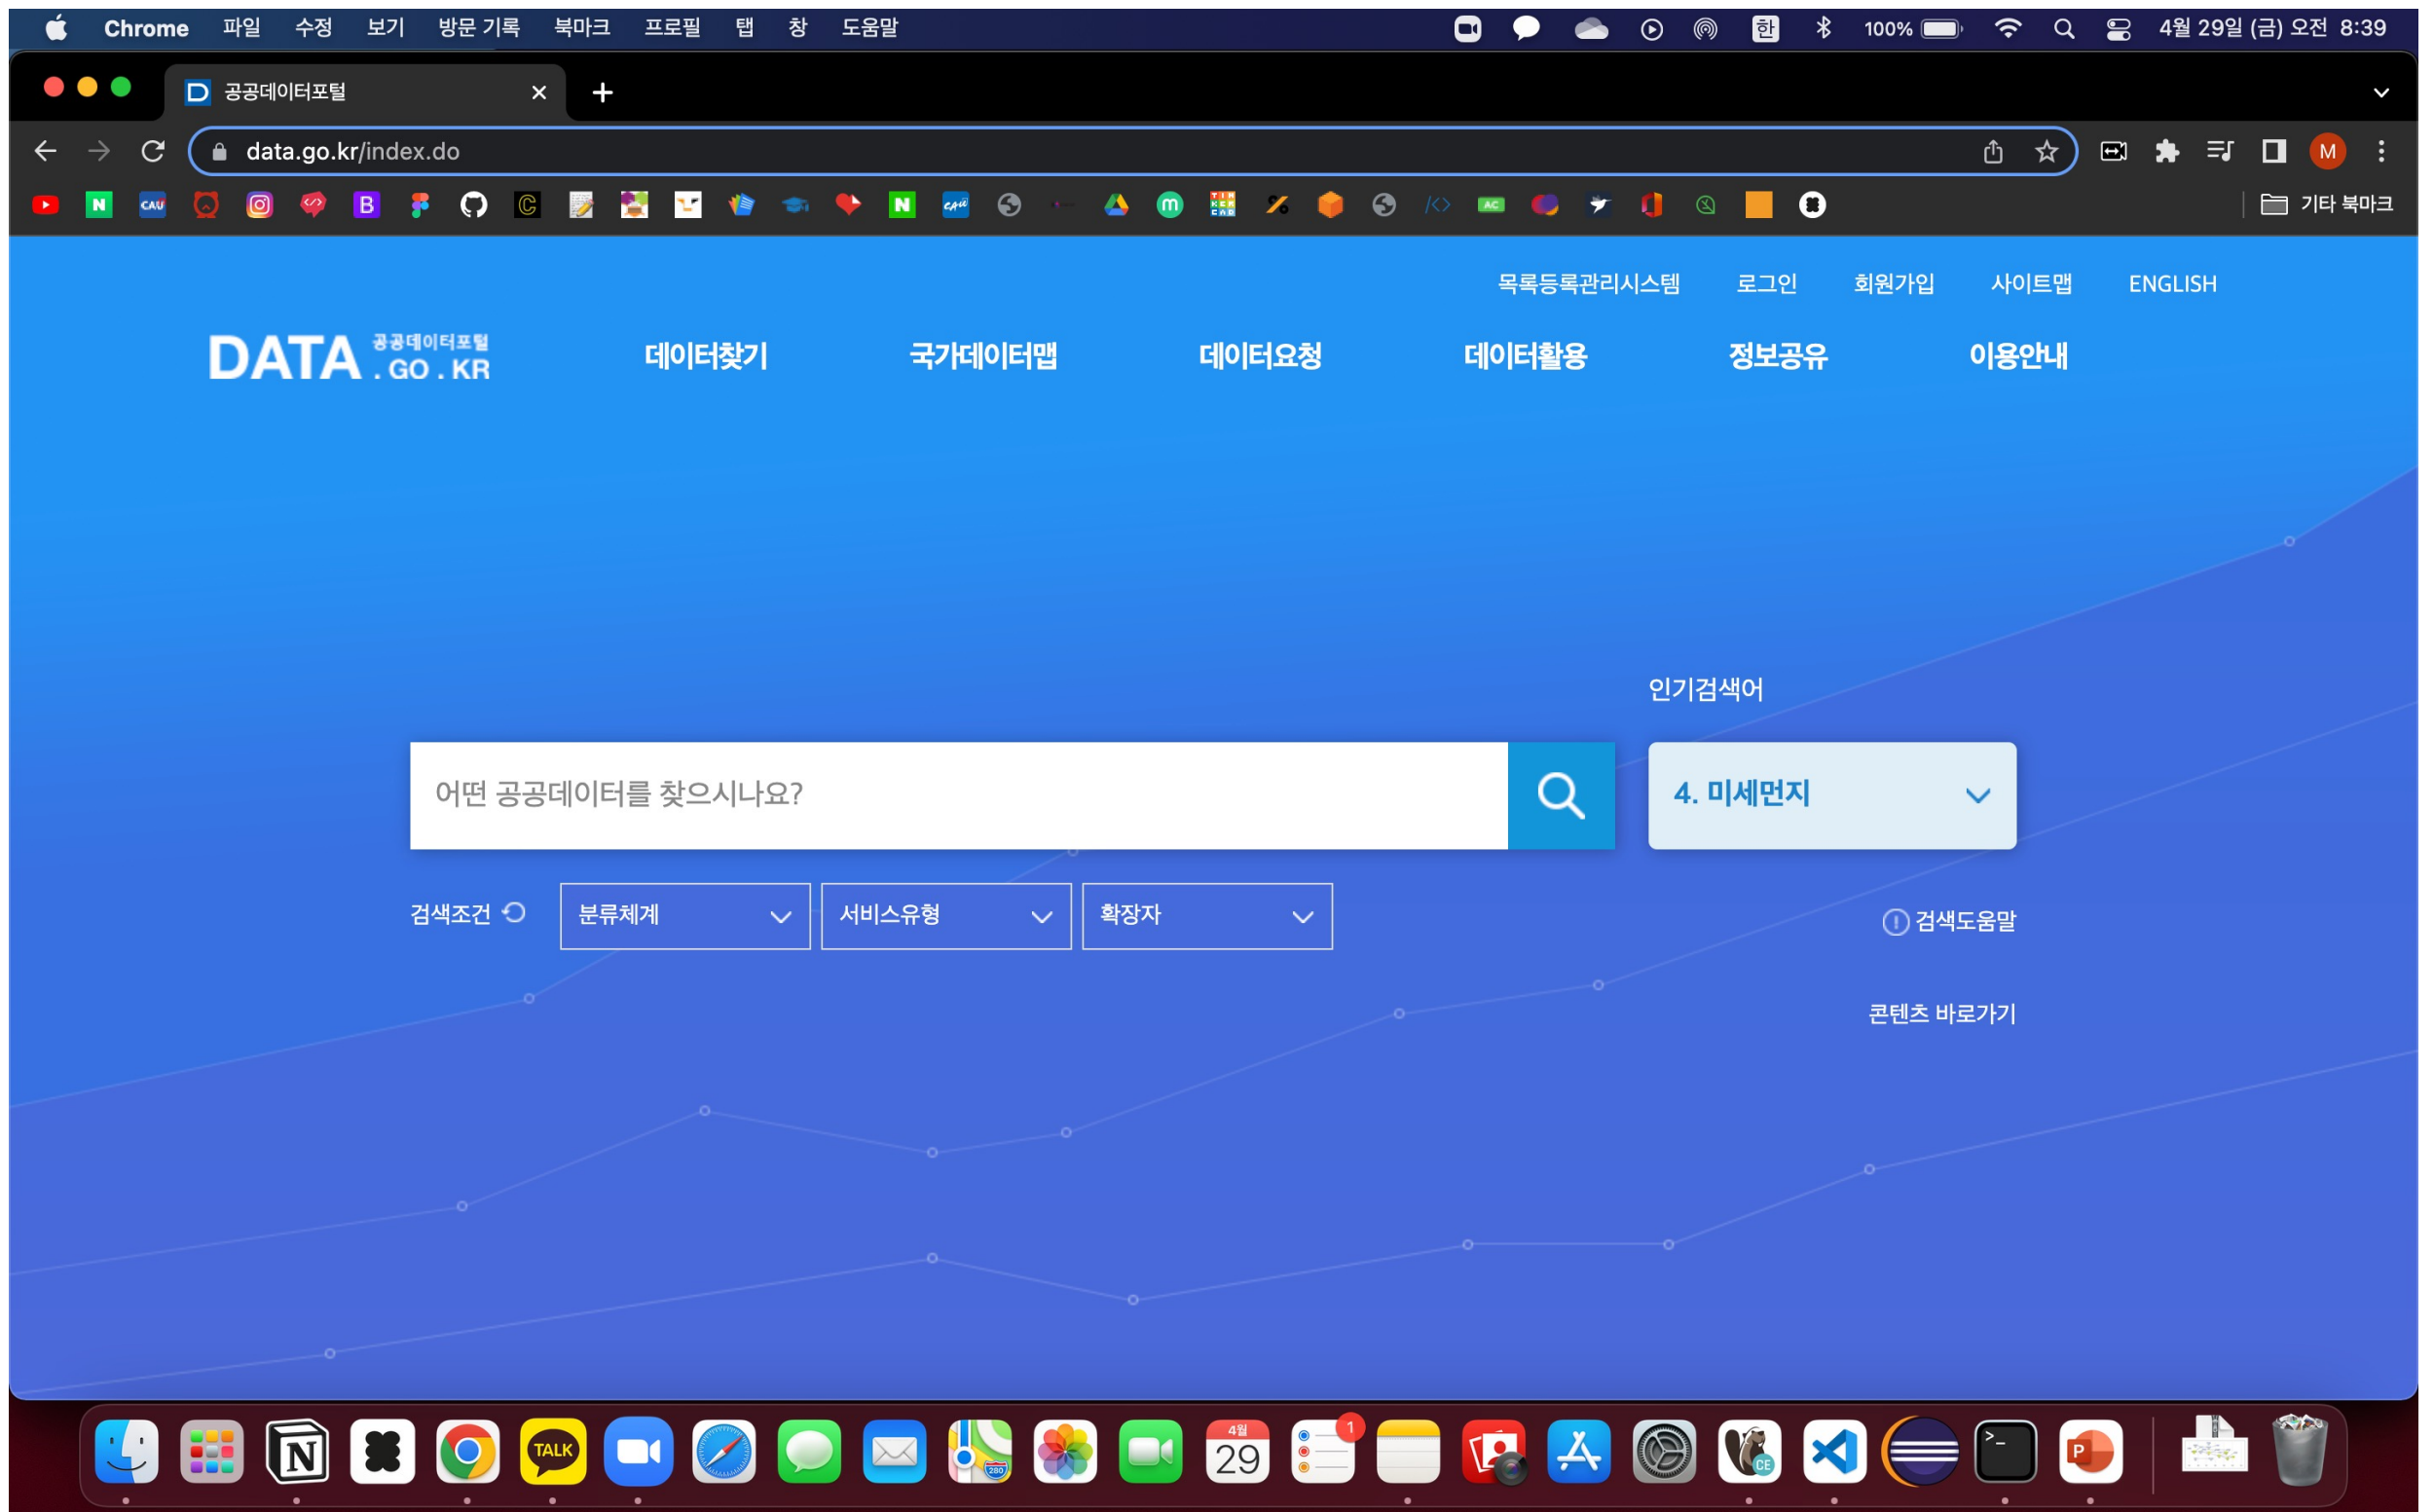 Chrome 파일 수정 보기 방문 기록 북마크 프로필 탭 창 도움말 한 100% 4월 29일 (금) 오전 8:39
D 공공데이터포털
data.go.kr/index.do M
N CAU B C N CAU m TINKERCAD AC 기타 북마크
목록등록관리시스템 로그인 회원가입 사이트맵 ENGLISH
DATA 공공데이터포털
.GO.KR
데이터찾기 국가데이터맵 데이터요청 데이터활용 정보공유 이용안내
인기검색어
어떤 공공데이터를 찾으시나요?
4. 미세먼지
검색조건 분류체계 서비스유형 확장자
검색도움말
콘텐츠 바로가기
N TALK 280 4월 29 1 CE >_ P